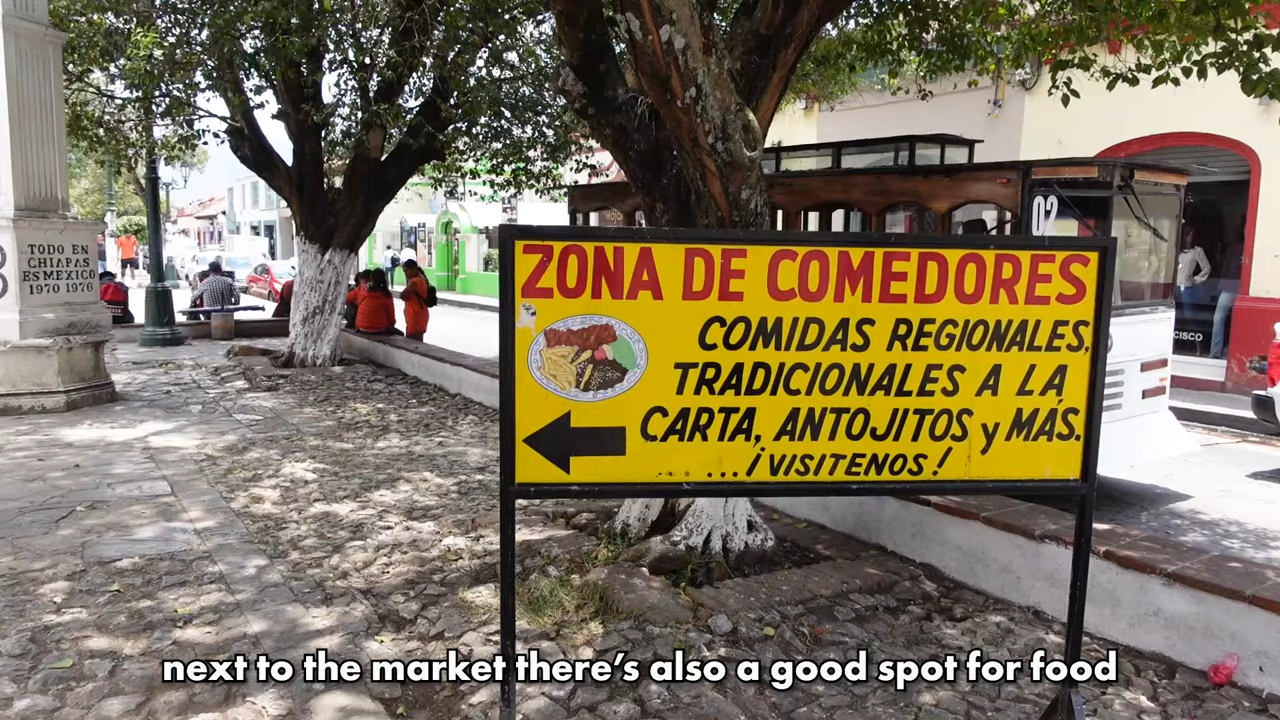 TODO EN
CHIAPAS
ES MEXICO
1970 1976
02
ZONA DE COMEDORES
COMIDAS REGIONALES,
TRADICIONALES A LA
CARTA, ANTOJITOS y MÁS.
...¡VISITENOS!
next to the market there's also a good spot for food